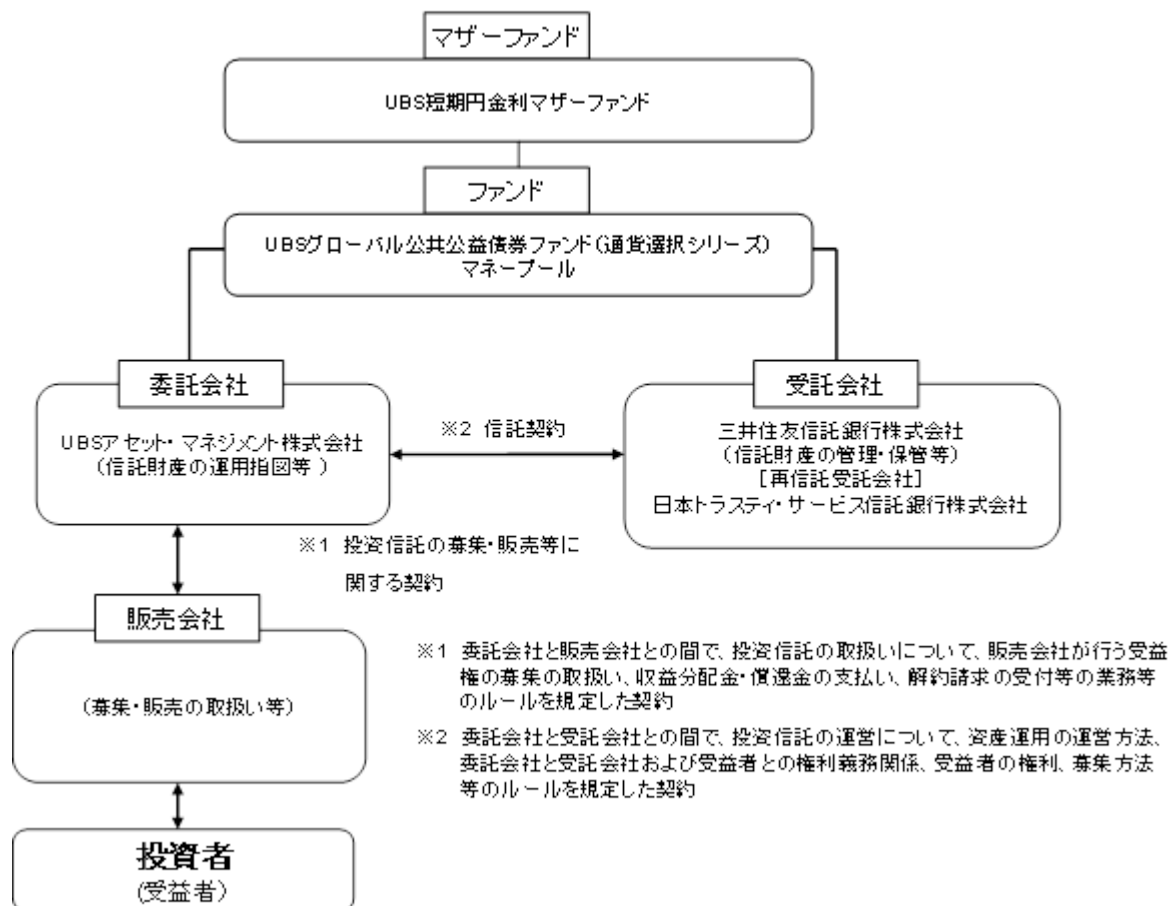 マザーファンド
UBS短期円金利マザーファンド
ファンド
UBSグローバル公共公益債券ファンド(通貨選択シリーズ)
マネープール
委託会社
UBSアセット・マネジメント株式会社
(信託財産の運用指図等 )
※2 信託契約
受託会社
三井住友信託銀行株式会社
(信託財産の管理・保管等)
[再信託受託会社]
日本トラスティ・サービス信託銀行株式会社
※1 投資信託の募集・販売等に
関する契約
販売会社
(募集・販売の取扱い等)
※1 委託会社と販売会社との間で、投資信託の取扱いについて、販売会社が行う受益
権の募集の取扱い、収益分配金・償還金の支払い、解約請求の受付等の業務等
のルールを規定した契約
※2 委託会社と受託会社との間で、投資信託の運営について、資産運用の運営方法、
委託会社と受託会社および受益者との権利義務関係、受益者の権利、募集方法
等のルールを規定した契約
投資者
(受益者)